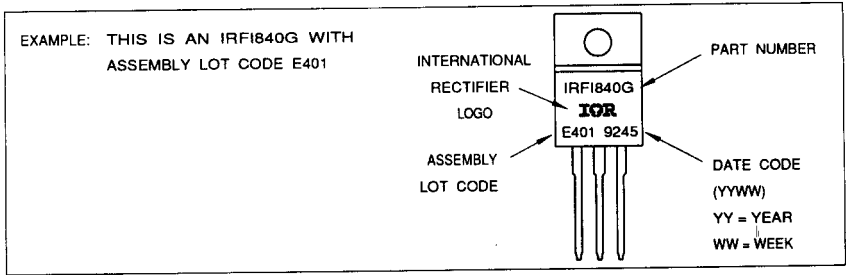 EXAMPLE: THIS IS AN IRFI840G WITH
ASSEMBLY LOT CODE E401
INTERNATIONAL
RECTIFIER
LOGO
ASSEMBLY
LOT CODE
IRFI840G
IOR
E401 9245
PART NUMBER
DATE CODE
(YYWW)
YY = YEAR
WW = WEEK